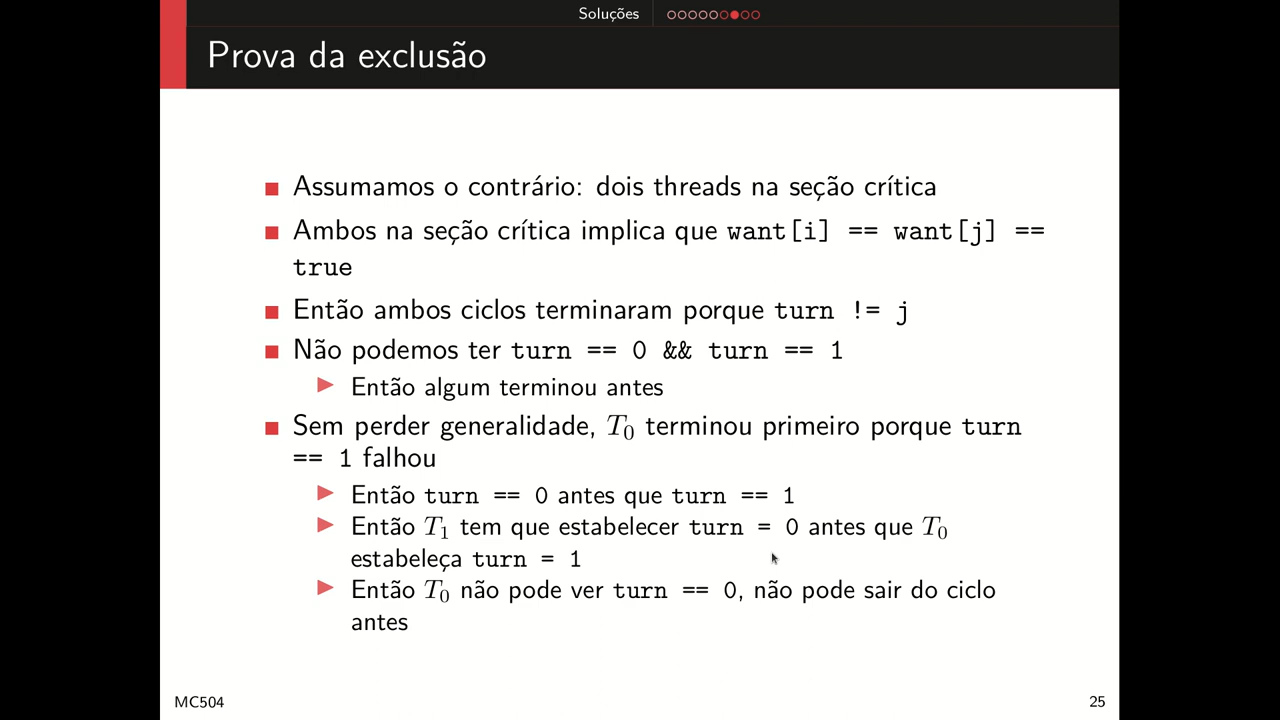 Soluções
Prova da exclusão
Assumamos o contrário: dois threads na seção crítica
Ambos na seção crítica implica que want[i] == want[j] ==
true
Então ambos ciclos terminaram porque turn != j
Não podemos ter turn == 0 && turn == 1
Então algum terminou antes
Sem perder generalidade, T₀ terminou primeiro porque turn
== 1 falhou
Então turn == 0 antes que turn == 1
Então T₁ tem que estabelecer turn = 0 antes que T₀
estabeleça turn = 1
Então T₀ não pode ver turn == 0, não pode sair do ciclo
antes
MC504
25